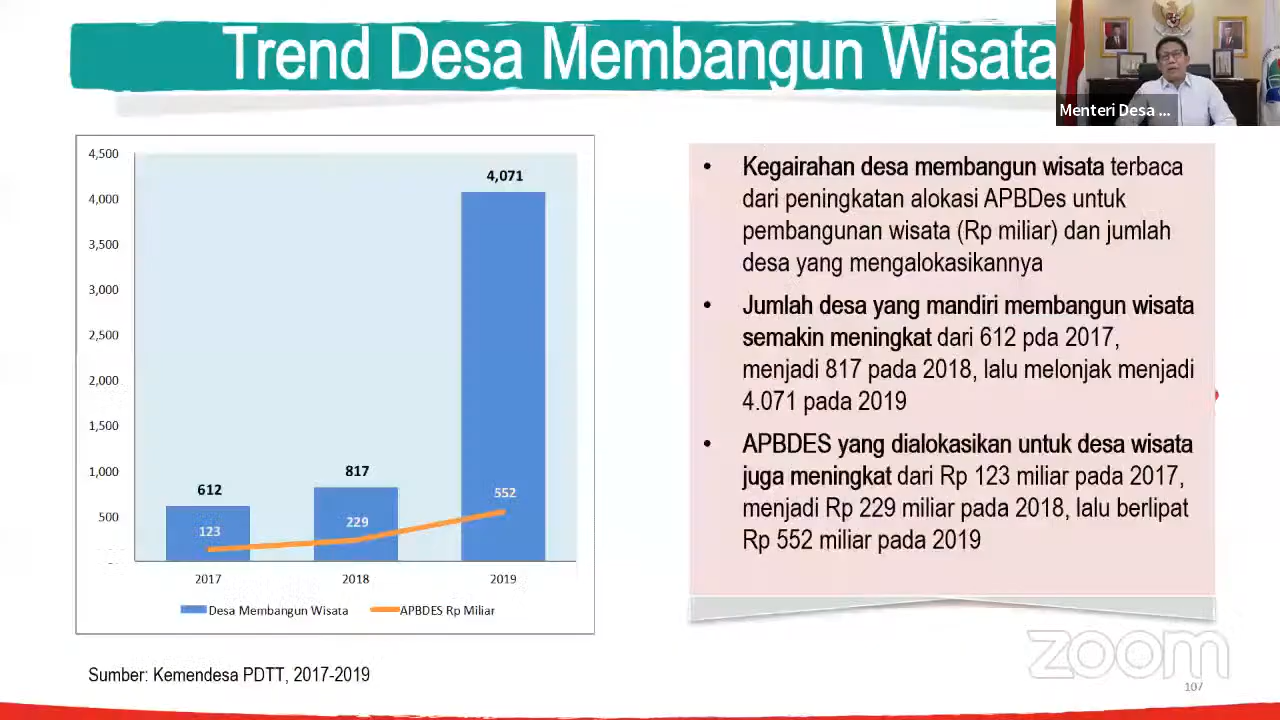 Trend Desa Membangun Wisata
Menteri Desa ...
4,500
4,000
3,500
3,000
2,500
2,000
1,500
1,000
500
-
4,071
817
612
552
229
123
2017 2018 2019
Desa Membangun Wisata APBDES Rp Miliar
• Kegairahan desa membangun wisata terbaca
dari peningkatan alokasi APBDes untuk
pembangunan wisata (Rp miliar) dan jumlah
desa yang mengalokasikannya
• Jumlah desa yang mandiri membangun wisata
semakin meningkat dari 612 pda 2017,
menjadi 817 pada 2018, lalu melonjak menjadi
4.071 pada 2019
• APBDES yang dialokasikan untuk desa wisata
juga meningkat dari Rp 123 miliar pada 2017,
menjadi Rp 229 miliar pada 2018, lalu berlipat
Rp 552 miliar pada 2019
Sumber: Kemendesa PDTT, 2017-2019
zoom
107